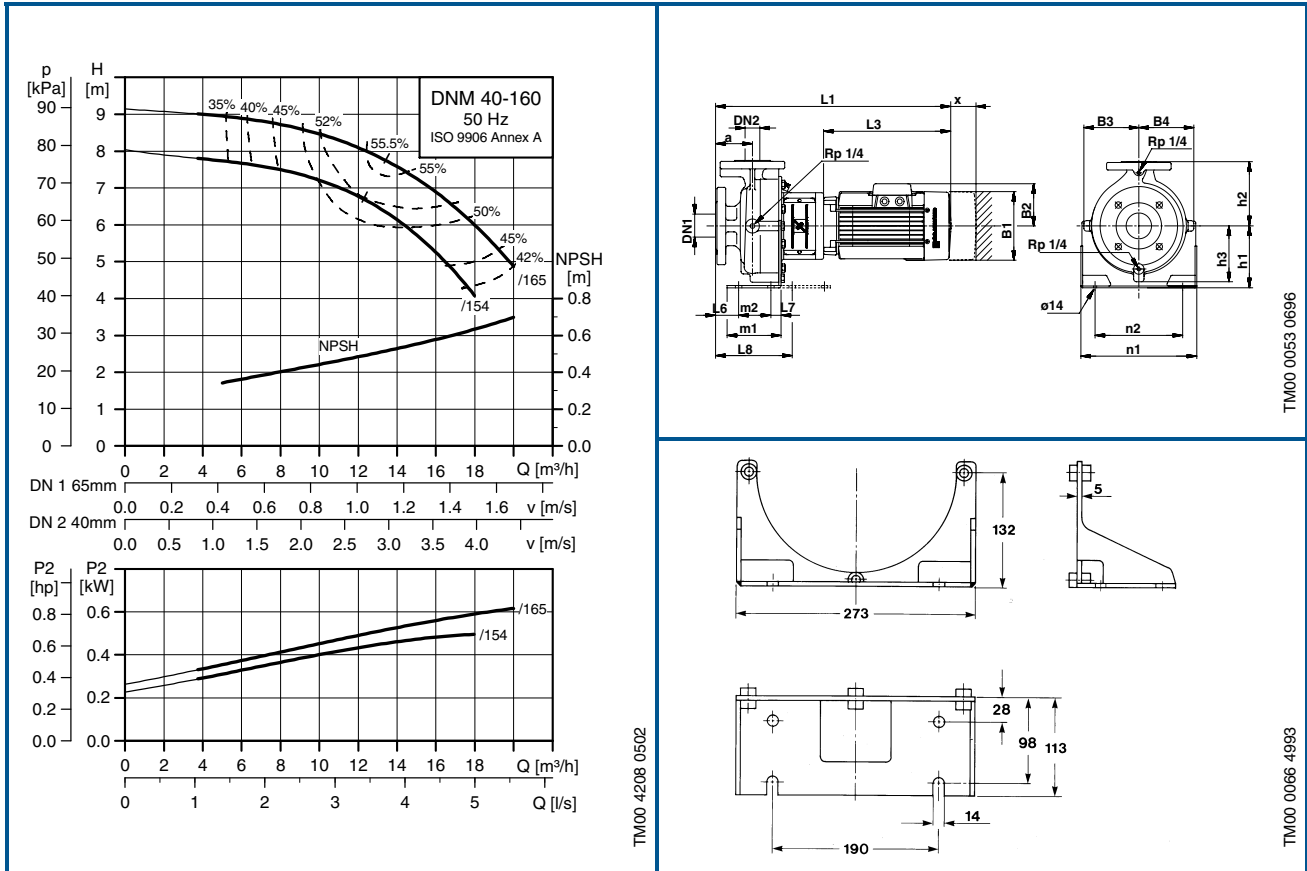 p
[kPa]
H
[m]
90
80
70
60
50
40
30
20
10
0
9
8
7
6
5
4
3
2
1
0
35%
40%
45%
52%
55.5%
55%
50%
45%
42%
/165
/154
DNM 40-160
50 Hz
ISO 9906 Annex A
NPSH
NPSH
[m]
0.8
0.6
0.4
0.2
0.0
0 2 4 6 8 10 12 14 16 18 Q [m³/h]
DN 1 65mm
0.0 0.2 0.4 0.6 0.8 1.0 1.2 1.4 1.6 v [m/s]
DN 2 40mm
0.0 0.5 1.0 1.5 2.0 2.5 3.0 3.5 4.0 v [m/s]
P2
[hp]
P2
[kW]
0.8
0.6
0.4
0.2
0.0
0.6
0.4
0.2
0.0
/165
/154
0 2 4 6 8 10 12 14 16 18 Q [m³/h]
0 1 2 3 4 5 Q [l/s]
TM00 4208 0502
L1
x
DN2
L3
a
Rp 1/4
DN1
B2
B1
L6 m2 L7
m1
L8
B3 B4
Rp 1/4
h2
Rp 1/4
h3
h1
ø14
n2
n1
TM00 0053 0696
132
273
5
28
98
113
14
190
TM00 0066 4993